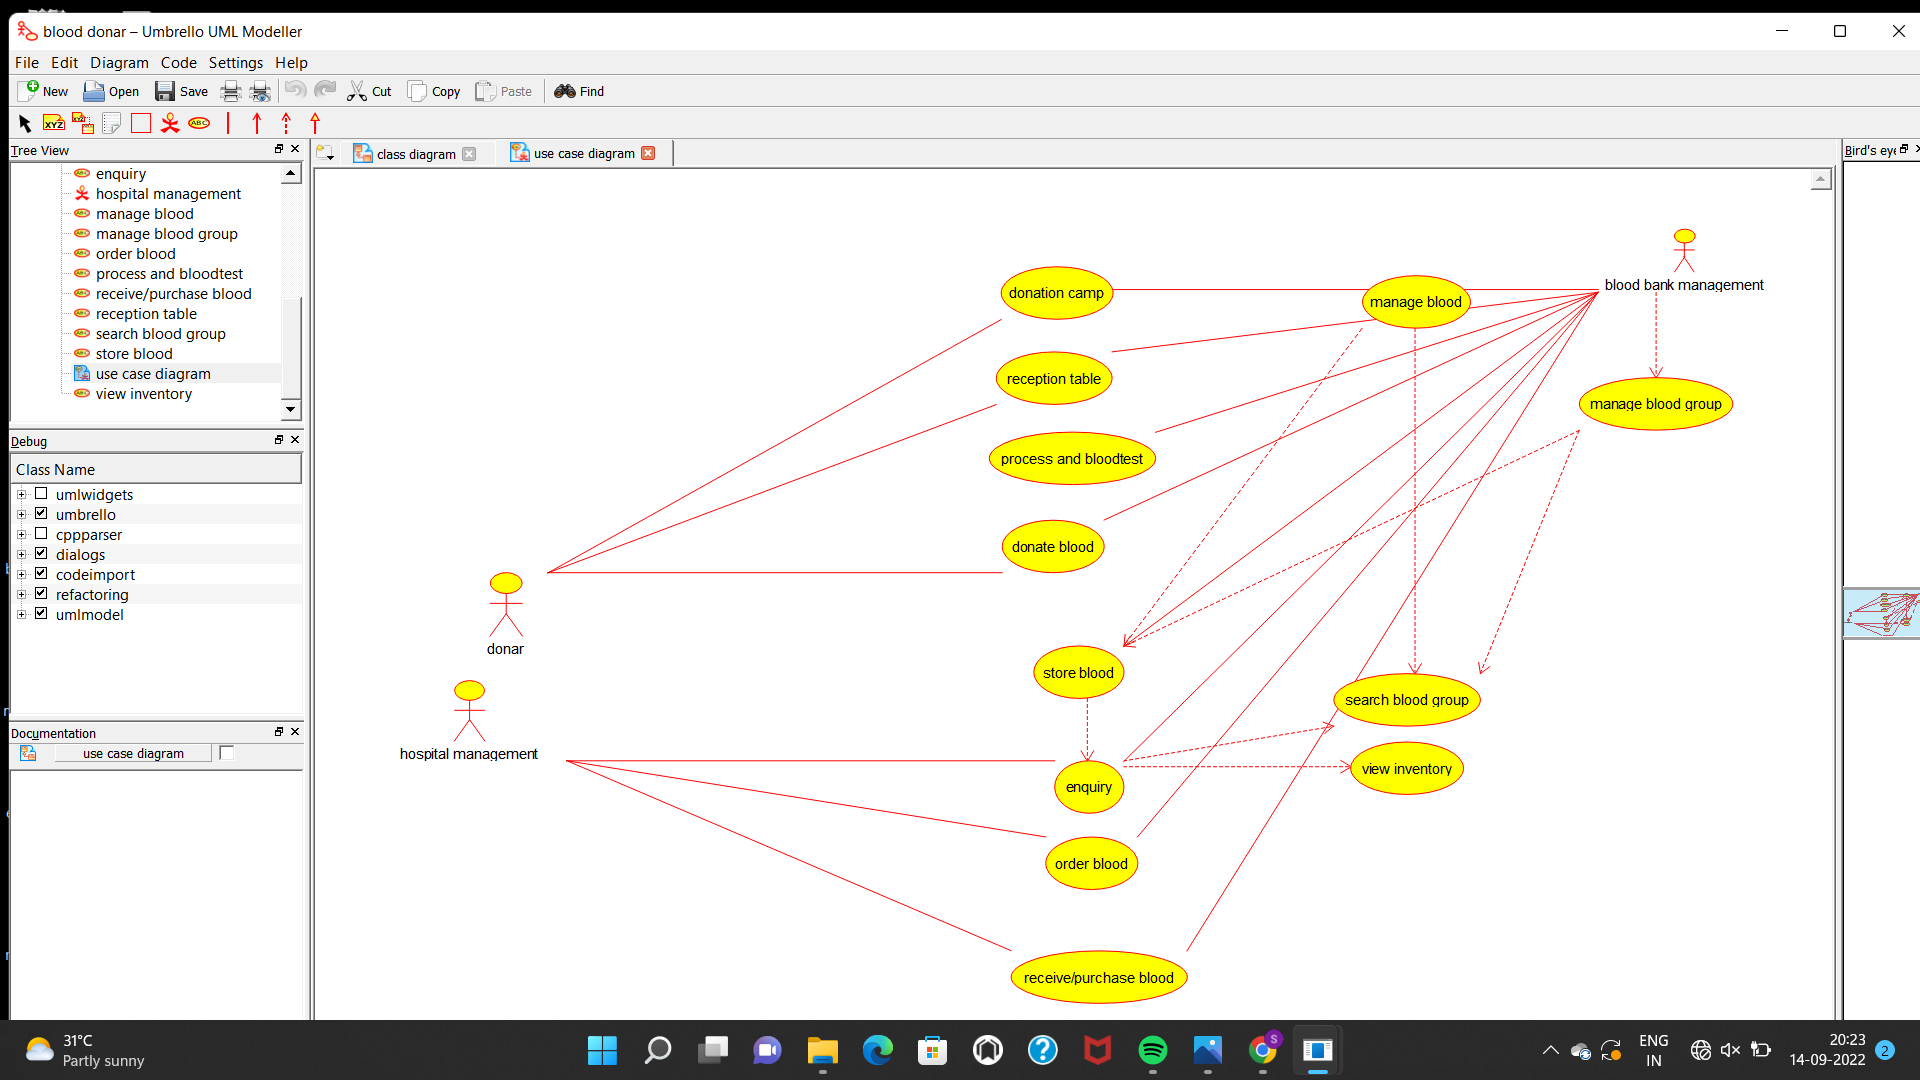 blood donar – Umbrello UML Modeller
File Edit Diagram Code Settings Help
New Open Save Cut Copy Paste Find
XYZ XYZ ABC
Tree View
enquiry
hospital management
manage blood
manage blood group
order blood
process and bloodtest
receive/purchase blood
reception table
search blood group
store blood
use case diagram
view inventory
Debug
Class Name
umlwidgets
umbrello
cppparser
dialogs
codeimport
refactoring
umlmodel
Documentation
use case diagram
class diagram
use case diagram
Bird's eye
blood bank management
donation camp
manage blood
reception table
manage blood group
process and bloodtest
donate blood
donar
store blood
search blood group
hospital management
view inventory
enquiry
order blood
receive/purchase blood
31°C
Partly sunny
S
ENG
IN
20:23
14-09-2022
2